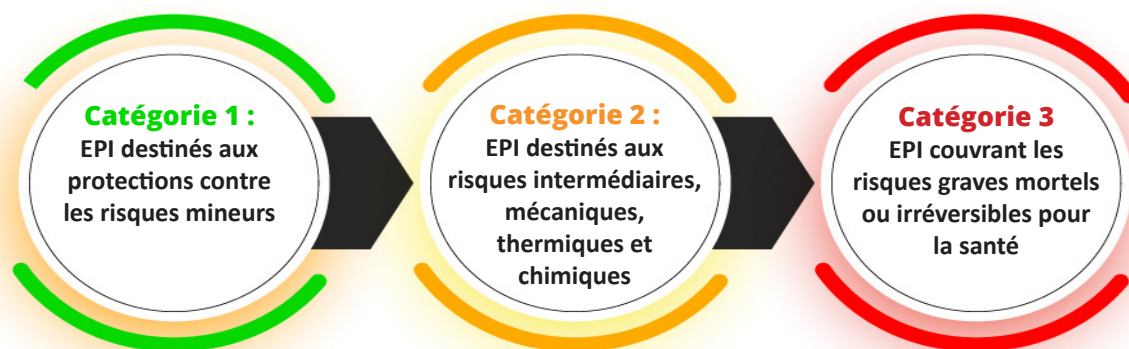 Catégorie 1 :
EPI destinés aux
protections contre
les risques mineurs
Catégorie 2 :
EPI destinés aux
risques intermédiaires,
mécaniques,
thermiques et
chimiques
Catégorie 3
EPI couvrant les
risques graves mortels
ou irréversibles pour
la santé